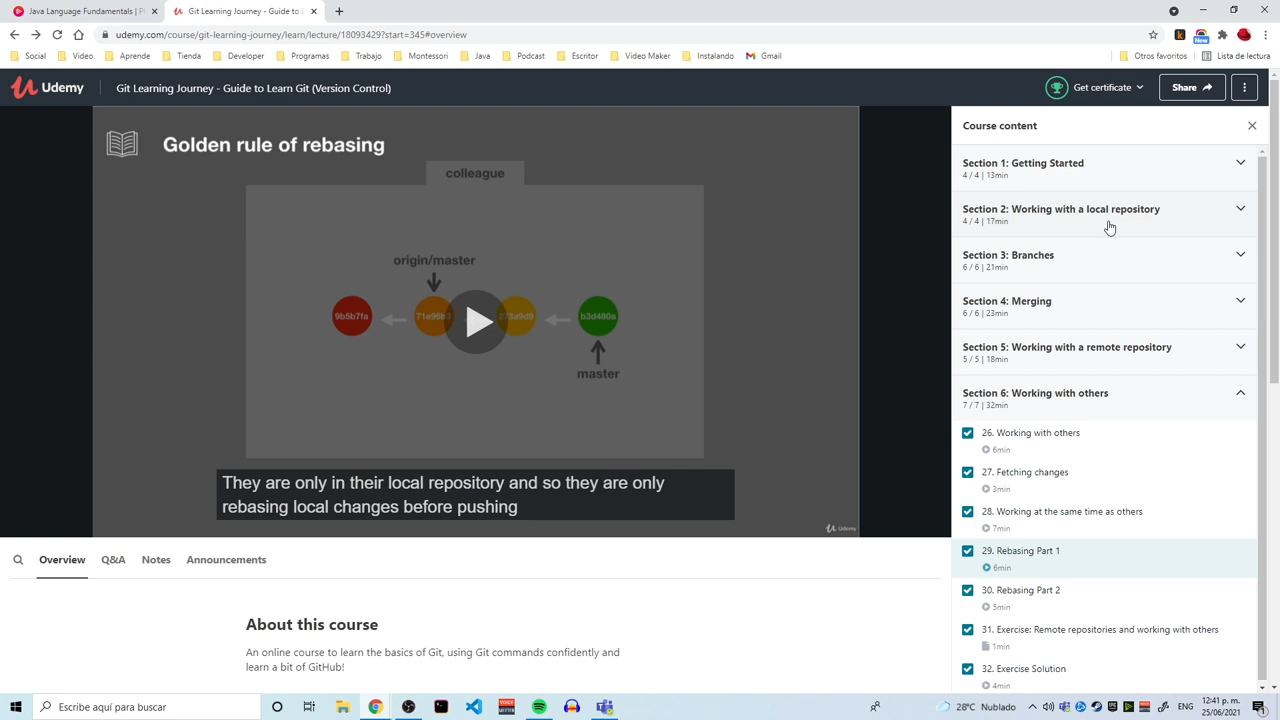 Java Language Fundamentals | Pl
Git Learning Journey - Guide to L
udemy.com/course/git-learning-journey/learn/lecture/18093429?start=345#overview
New
Social
Video
Aprende
Tienda
Developer
Programas
Trabajo
Montessori
Java
Podcast
Escritor
Video Maker
Instalando
Gmail
Otros favoritos
Lista de lectura
Udemy
Git Learning Journey - Guide to Learn Git (Version Control)
Get certificate
Share
Golden rule of rebasing
colleague
origin/master
9b5b7fa
71e96b3
273a9d9
b3d480a
master
They are only in their local repository and so they are only
rebasing local changes before pushing
Udemy
Course content
Section 1: Getting Started
4 / 4 | 13min
Section 2: Working with a local repository
4 / 4 | 17min
Section 3: Branches
6 / 6 | 21min
Section 4: Merging
6 / 6 | 23min
Section 5: Working with a remote repository
5 / 5 | 18min
Section 6: Working with others
7 / 7 | 32min
26. Working with others
6min
27. Fetching changes
3min
28. Working at the same time as others
7min
29. Rebasing Part 1
6min
30. Rebasing Part 2
5min
31. Exercise: Remote repositories and working with others
1min
32. Exercise Solution
4min
Overview
Q&A
Notes
Announcements
About this course
An online course to learn the basics of Git, using Git commands confidently and
learn a bit of GitHub!
Escribe aquí para buscar
28°C Nublado
ENG
12:41 p. m.
25/06/2021